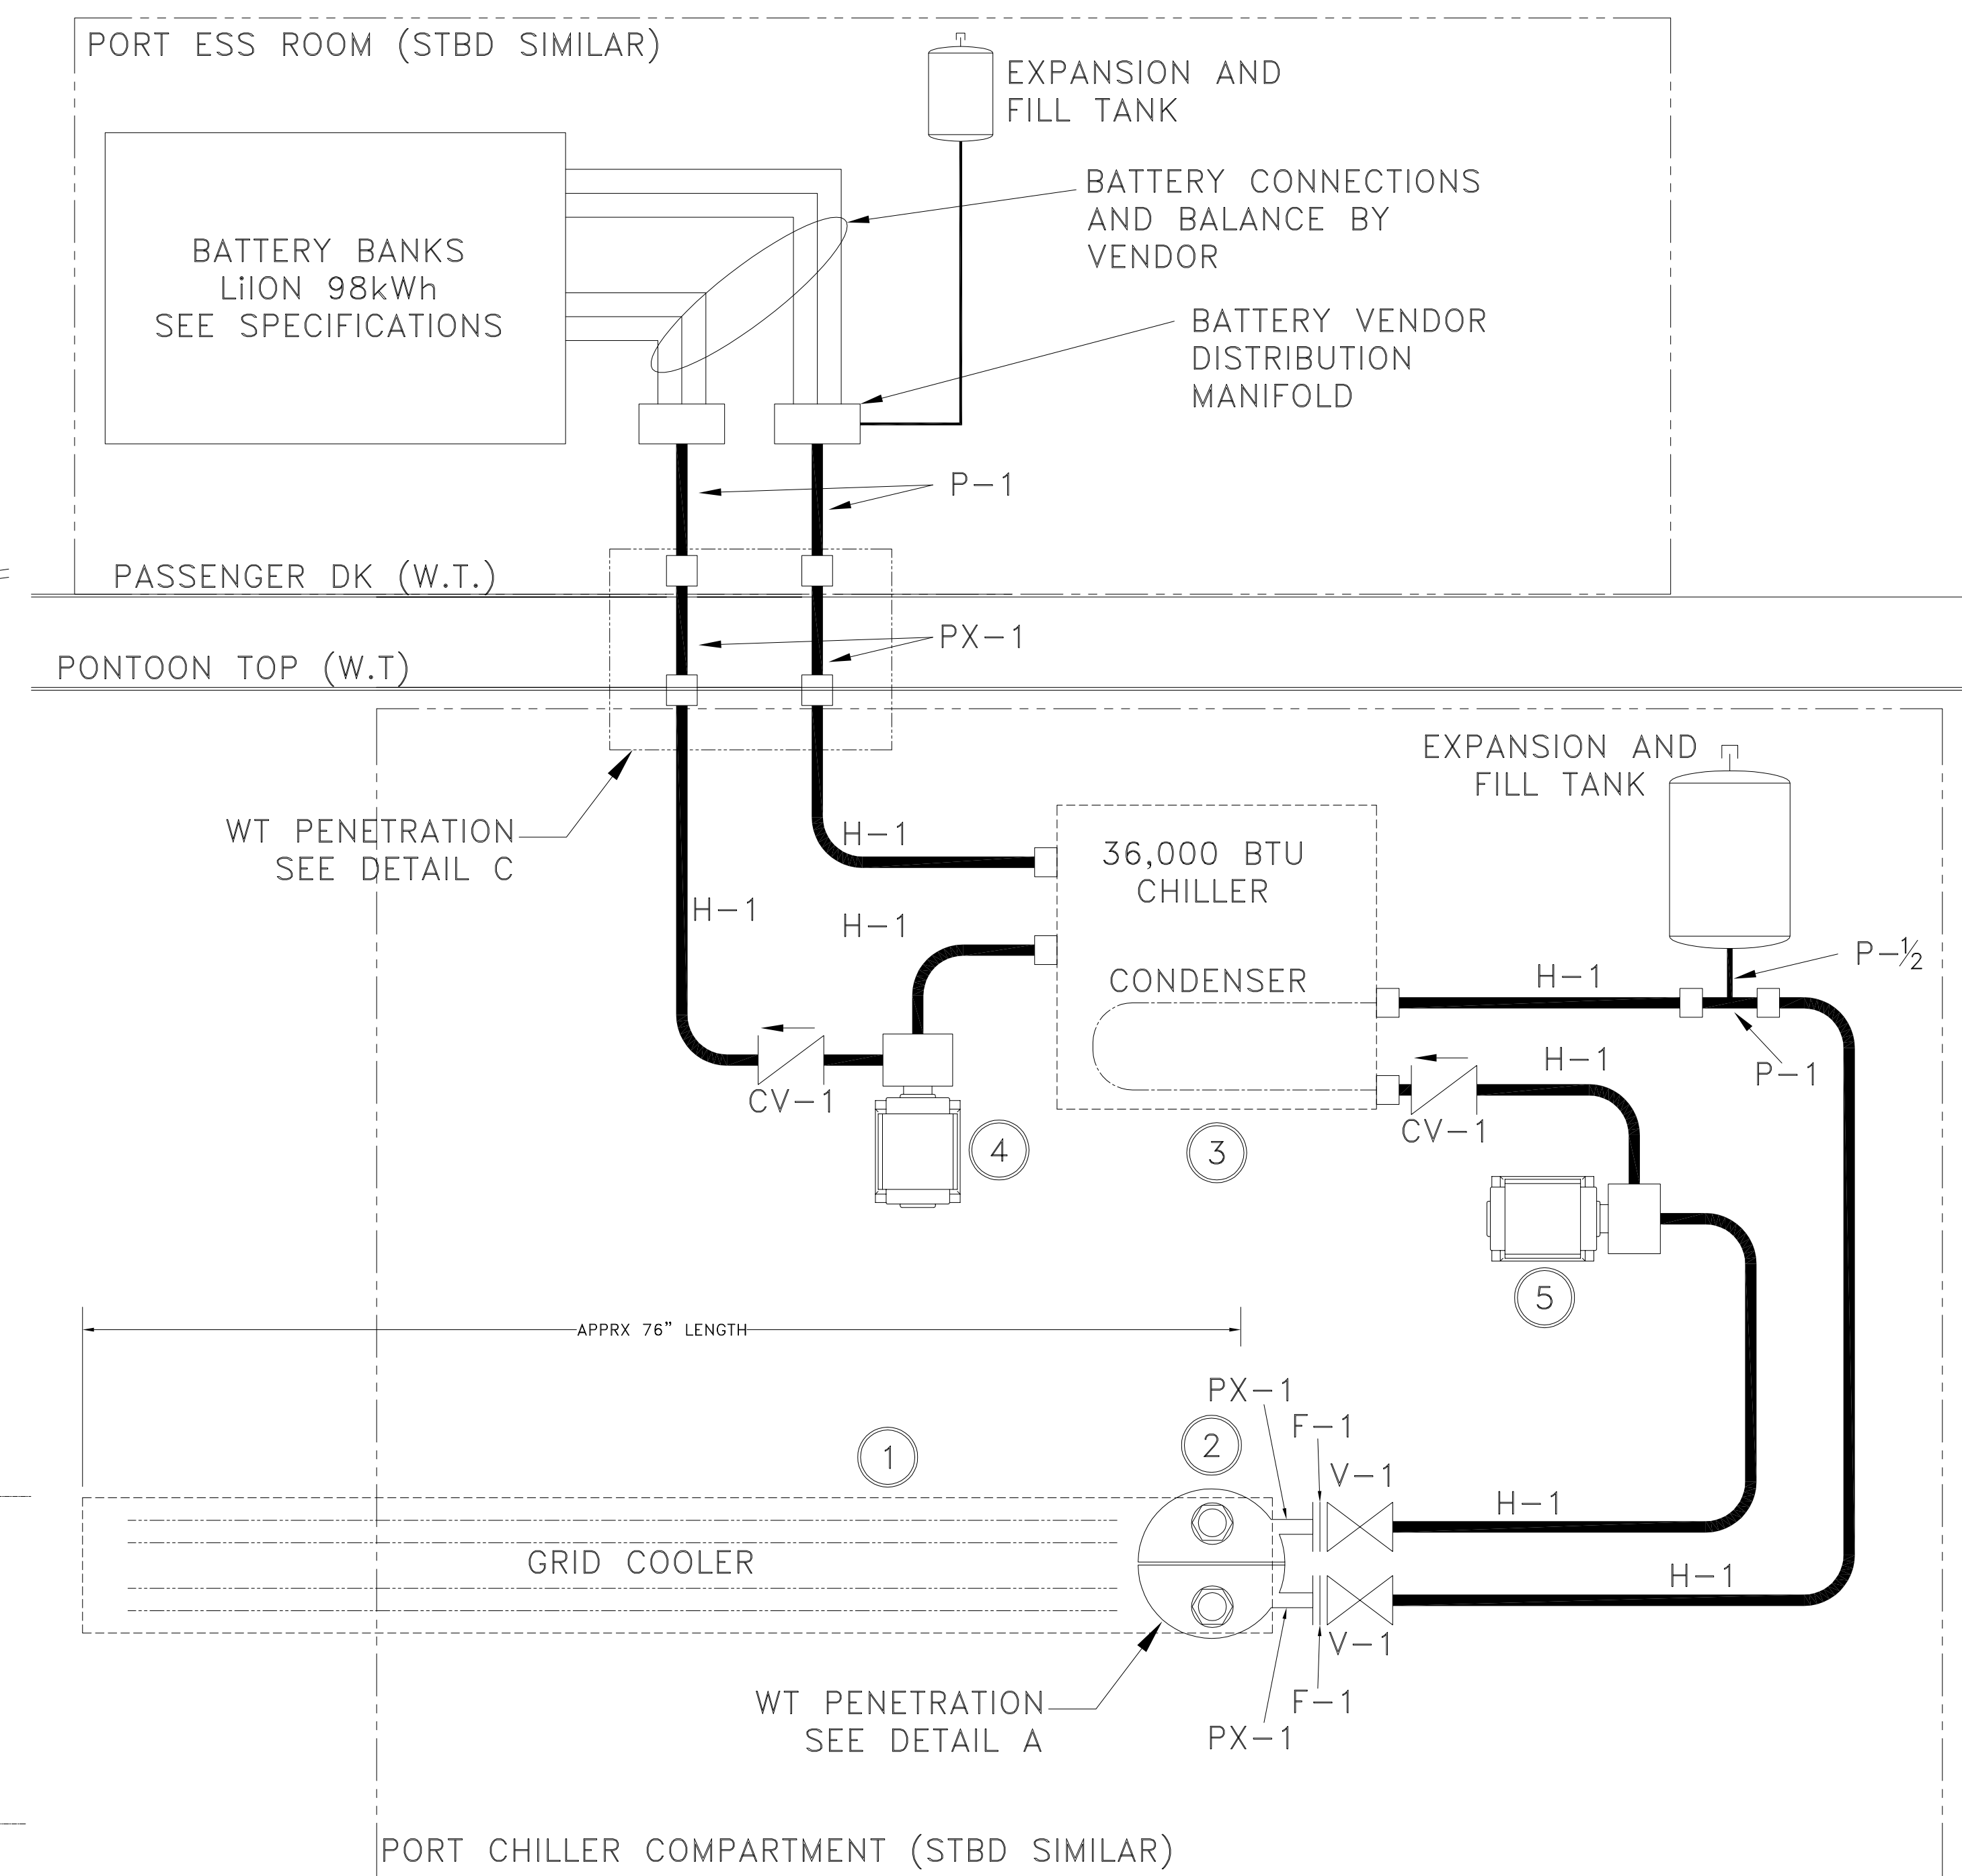 PORT ESS ROOM (STBD SIMILAR)
EXPANSION AND
FILL TANK
BATTERY CONNECTIONS
AND BALANCE BY
VENDOR
BATTERY BANKS
LiION 98kWh
SEE SPECIFICATIONS
BATTERY VENDOR
DISTRIBUTION
MANIFOLD
P-1
PASSENGER DK (W.T.)
PX-1
PONTOON TOP (W.T)
EXPANSION AND
FILL TANK
WT PENETRATION
SEE DETAIL C
H-1
36,000 BTU
CHILLER
H-1
H-1
CONDENSER
H-1
P-½
P-1
CV-1
H-1
CV-1
4
3
5
APPRX 76" LENGTH
PX-1
F-1
V-1
1
2
H-1
GRID COOLER
H-1
V-1
F-1
PX-1
WT PENETRATION
SEE DETAIL A
PORT CHILLER COMPARTMENT (STBD SIMILAR)